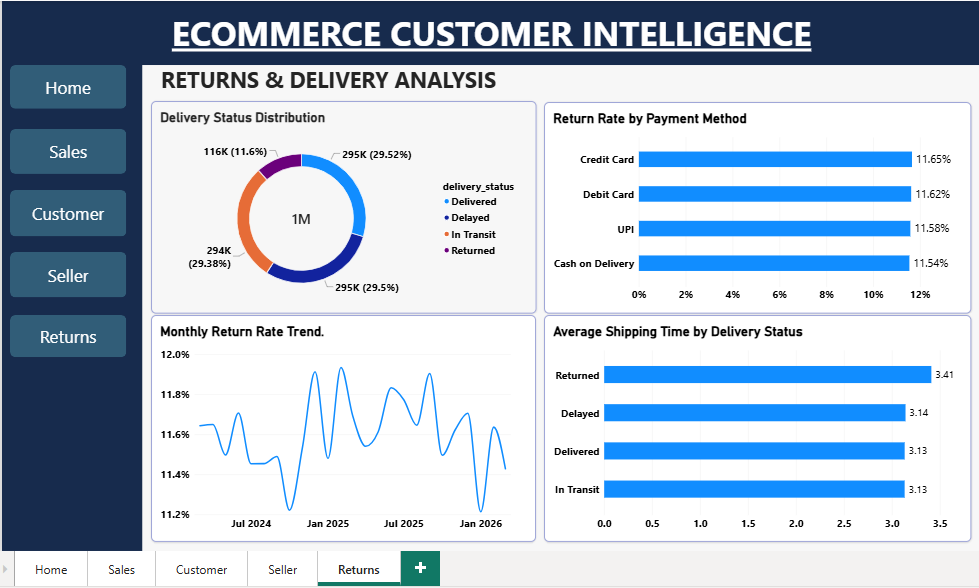 ECOMMERCE CUSTOMER INTELLIGENCE
Home
Sales
Customer
Seller
Returns
RETURNS & DELIVERY ANALYSIS
Delivery Status Distribution
116K (11.6%)
295K (29.52%)
1M
294K
(29.38%)
295K (29.5%)
delivery_status
Delivered
Delayed
In Transit
Returned
Return Rate by Payment Method
Credit Card 11.65%
Debit Card 11.62%
UPI 11.58%
Cash on Delivery 11.54%
0% 2% 4% 6% 8% 10% 12%
Monthly Return Rate Trend.
12.0%
11.8%
11.6%
11.4%
11.2%
Jul 2024 Jan 2025 Jul 2025 Jan 2026
Average Shipping Time by Delivery Status
Returned 3.41
Delayed 3.14
Delivered 3.13
In Transit 3.13
0.0 0.5 1.0 1.5 2.0 2.5 3.0 3.5
Home Sales Customer Seller Returns +